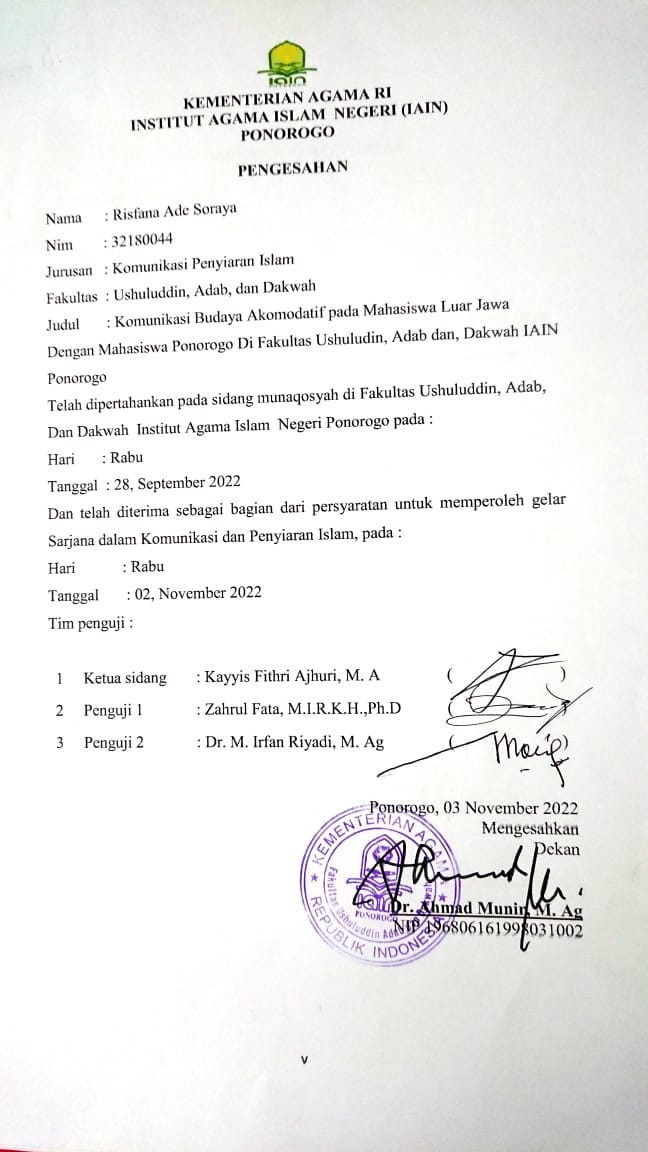 IAIN
KEMENTERIAN AGAMA RI
INSTITUT AGAMA ISLAM NEGERI (IAIN)
PONOROGO
PENGESAHAN
Nama : Risfana Ade Soraya
Nim : 32180044
Jurusan : Komunikasi Penyiaran Islam
Fakultas : Ushuluddin, Adab, dan Dakwah
Judul : Komunikasi Budaya Akomodatif pada Mahasiswa Luar Jawa
Dengan Mahasiswa Ponorogo Di Fakultas Ushuludin, Adab dan, Dakwah IAIN
Ponorogo
Telah dipertahankan pada sidang munaqosyah di Fakultas Ushuluddin, Adab,
Dan Dakwah Institut Agama Islam Negeri Ponorogo pada :
Hari : Rabu
Tanggal : 28, September 2022
Dan telah diterima sebagai bagian dari persyaratan untuk memperoleh gelar
Sarjana dalam Komunikasi dan Penyiaran Islam, pada :
Hari : Rabu
Tanggal : 02, November 2022
Tim penguji :
1 Ketua sidang : Kayyis Fithri Ajhuri, M. A ( )
2 Penguji 1 : Zahrul Fata, M.I.R.K.H.,Ph.D (
3 Penguji 2 : Dr. M. Irfan Riyadi, M. Ag ( )
Ponorogo, 03 November 2022
Mengesahkan
Dekan
KEMENTERIAN AGAMA
REPUBLIK INDONESIA
Fakultas Ushuluddin Adab
PONOROGO
Dr. Ahmad Munir, M. Ag
NIP 196806161998031002
v